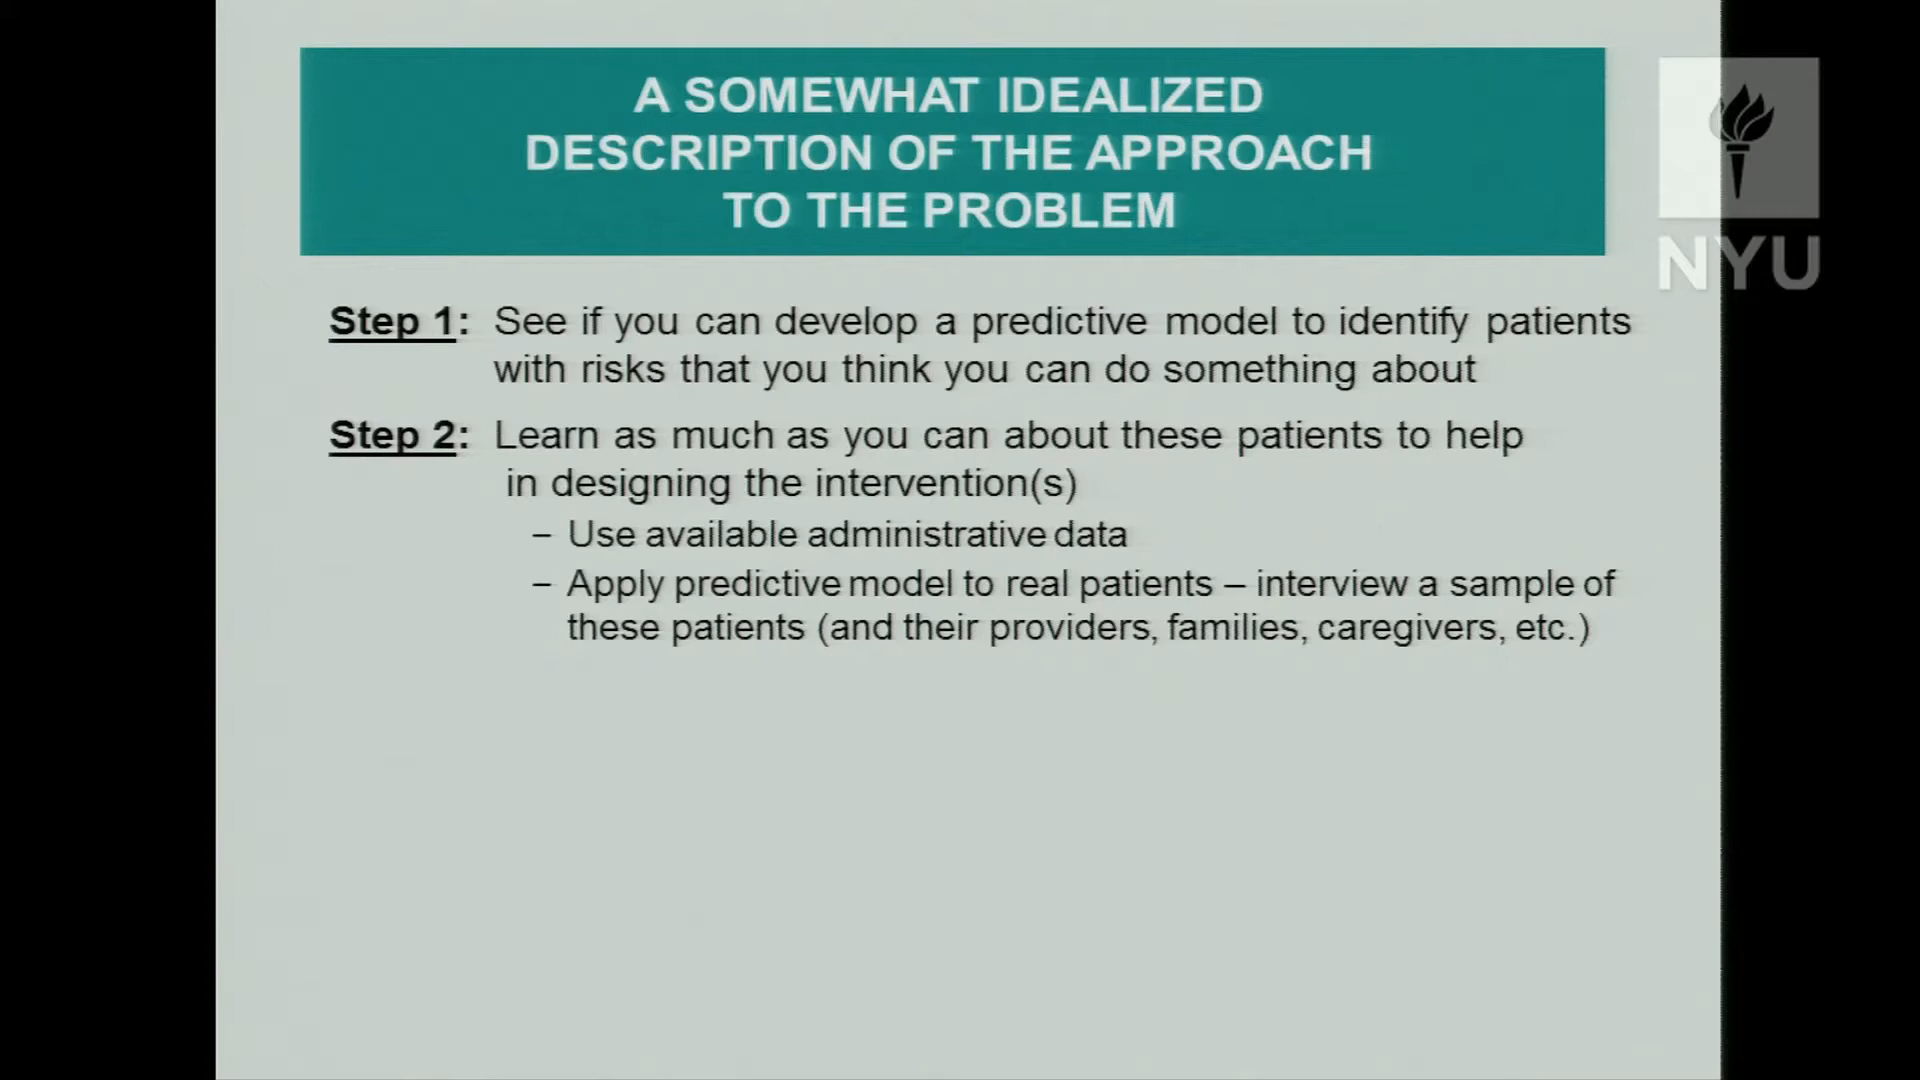 A SOMEWHAT IDEALIZED
DESCRIPTION OF THE APPROACH
TO THE PROBLEM
NYU
Step 1: See if you can develop a predictive model to identify patients
with risks that you think you can do something about
Step 2: Learn as much as you can about these patients to help
in designing the intervention(s)
– Use available administrative data
– Apply predictive model to real patients – interview a sample of
these patients (and their providers, families, caregivers, etc.)